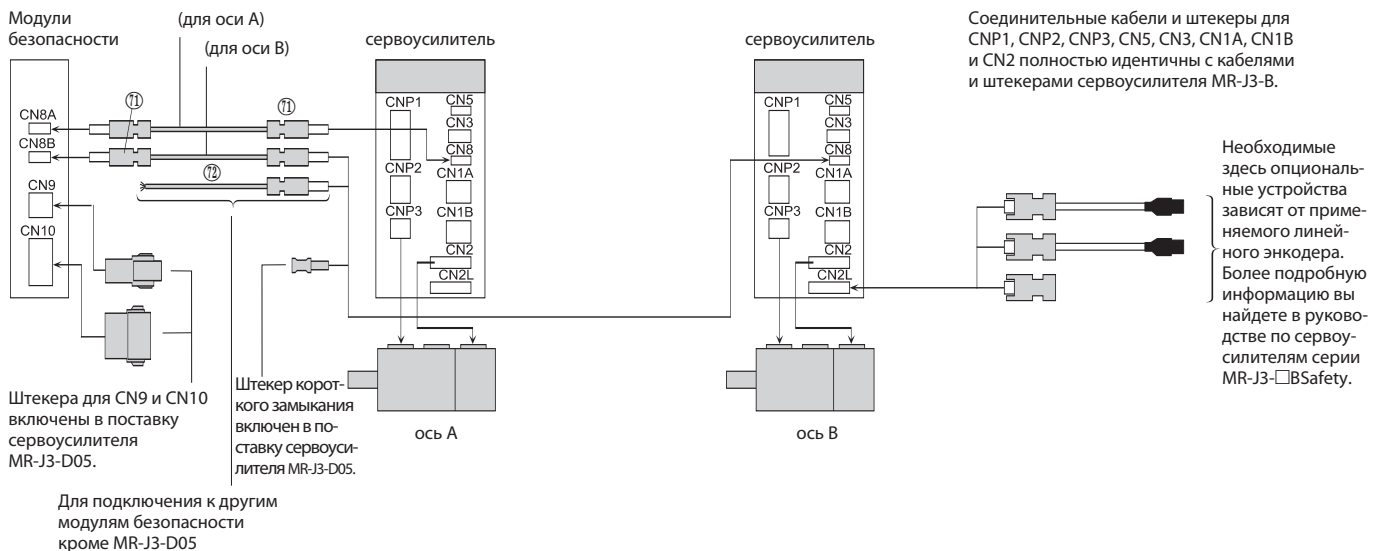 Модули
безопасности
(для оси A)
(для оси B)
сервоусилитель
сервоусилитель
Соединительные кабели и штекеры для
CNP1, CNP2, CNP3, CN5, CN3, CN1A, CN1B
и CN2 полностью идентичны с кабелями
и штекерами сервоусилителя MR-J3-B.
CN8A
CN8B
CN9
CN10
71
71
71
72
CNP1
CNP2
CNP3
CN5
CN3
CN8
CN1A
CN1B
CN2
CN2L
CNP1
CNP2
CNP3
CN5
CN3
CN8
CN1A
CN1B
CN2
CN2L
Необходимые
здесь опциональ-
ные устройства
зависят от приме-
няемого линей-
ного энкодера.
Более подробную
информацию вы
найдете в руково-
дстве по сервоу-
силителям серии
MR-J3-□BSafety.
Штекера для CN9 и CN10
включены в поставку
сервоусилителя
MR-J3-D05.
Штекер корот-
кого замыкания
включен в по-
ставку сервоуси-
лителя MR-J3-D05.
ось A
ось B
Для подключения к другим
модулям безопасности
кроме MR-J3-D05